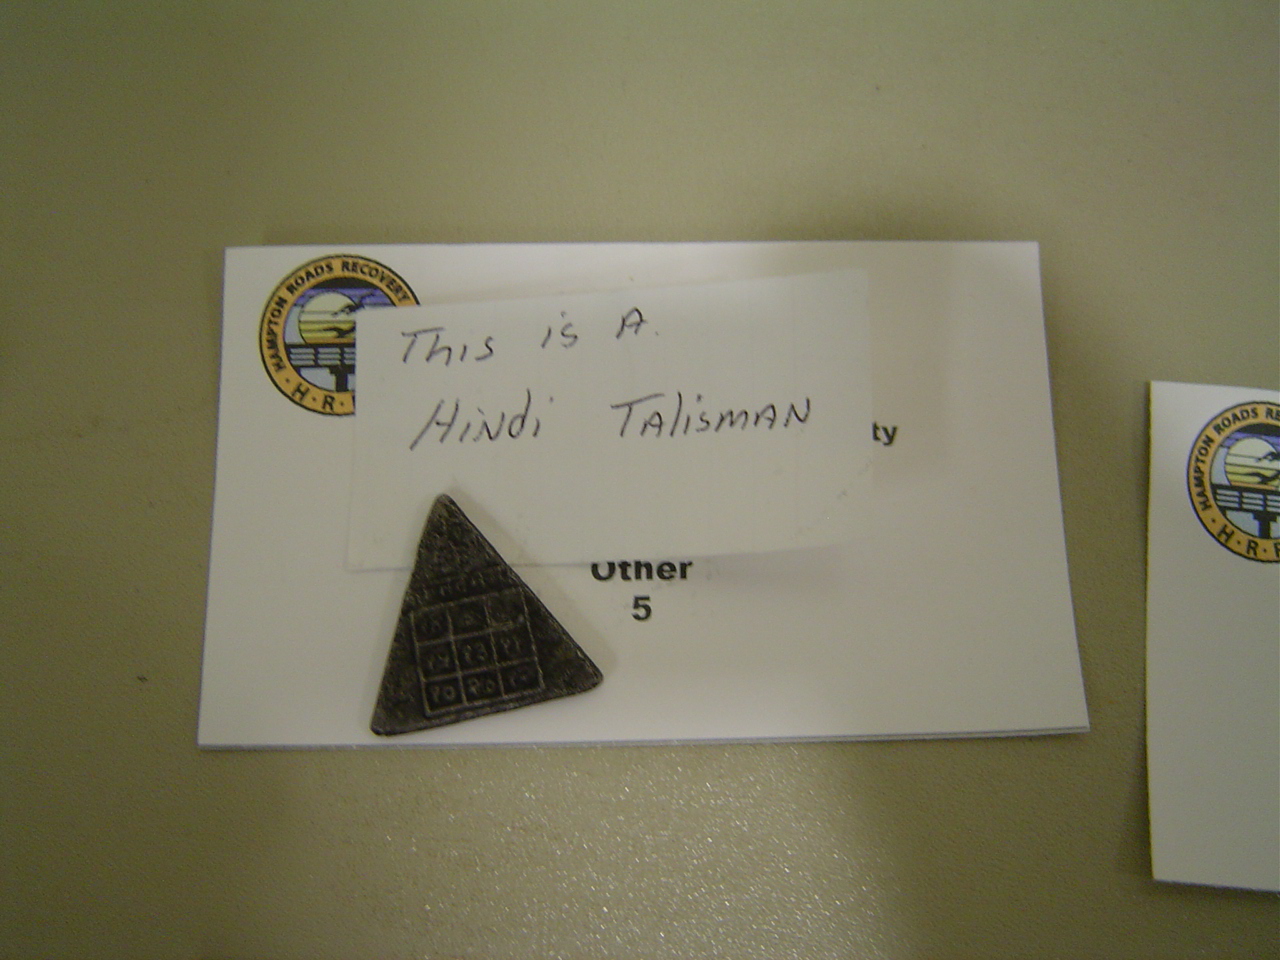 HAMPTON ROADS RECOVERY
H·R·
This is A.
Hindi Talisman
ty
Other
5
HAMPTON ROADS RE
H·R·